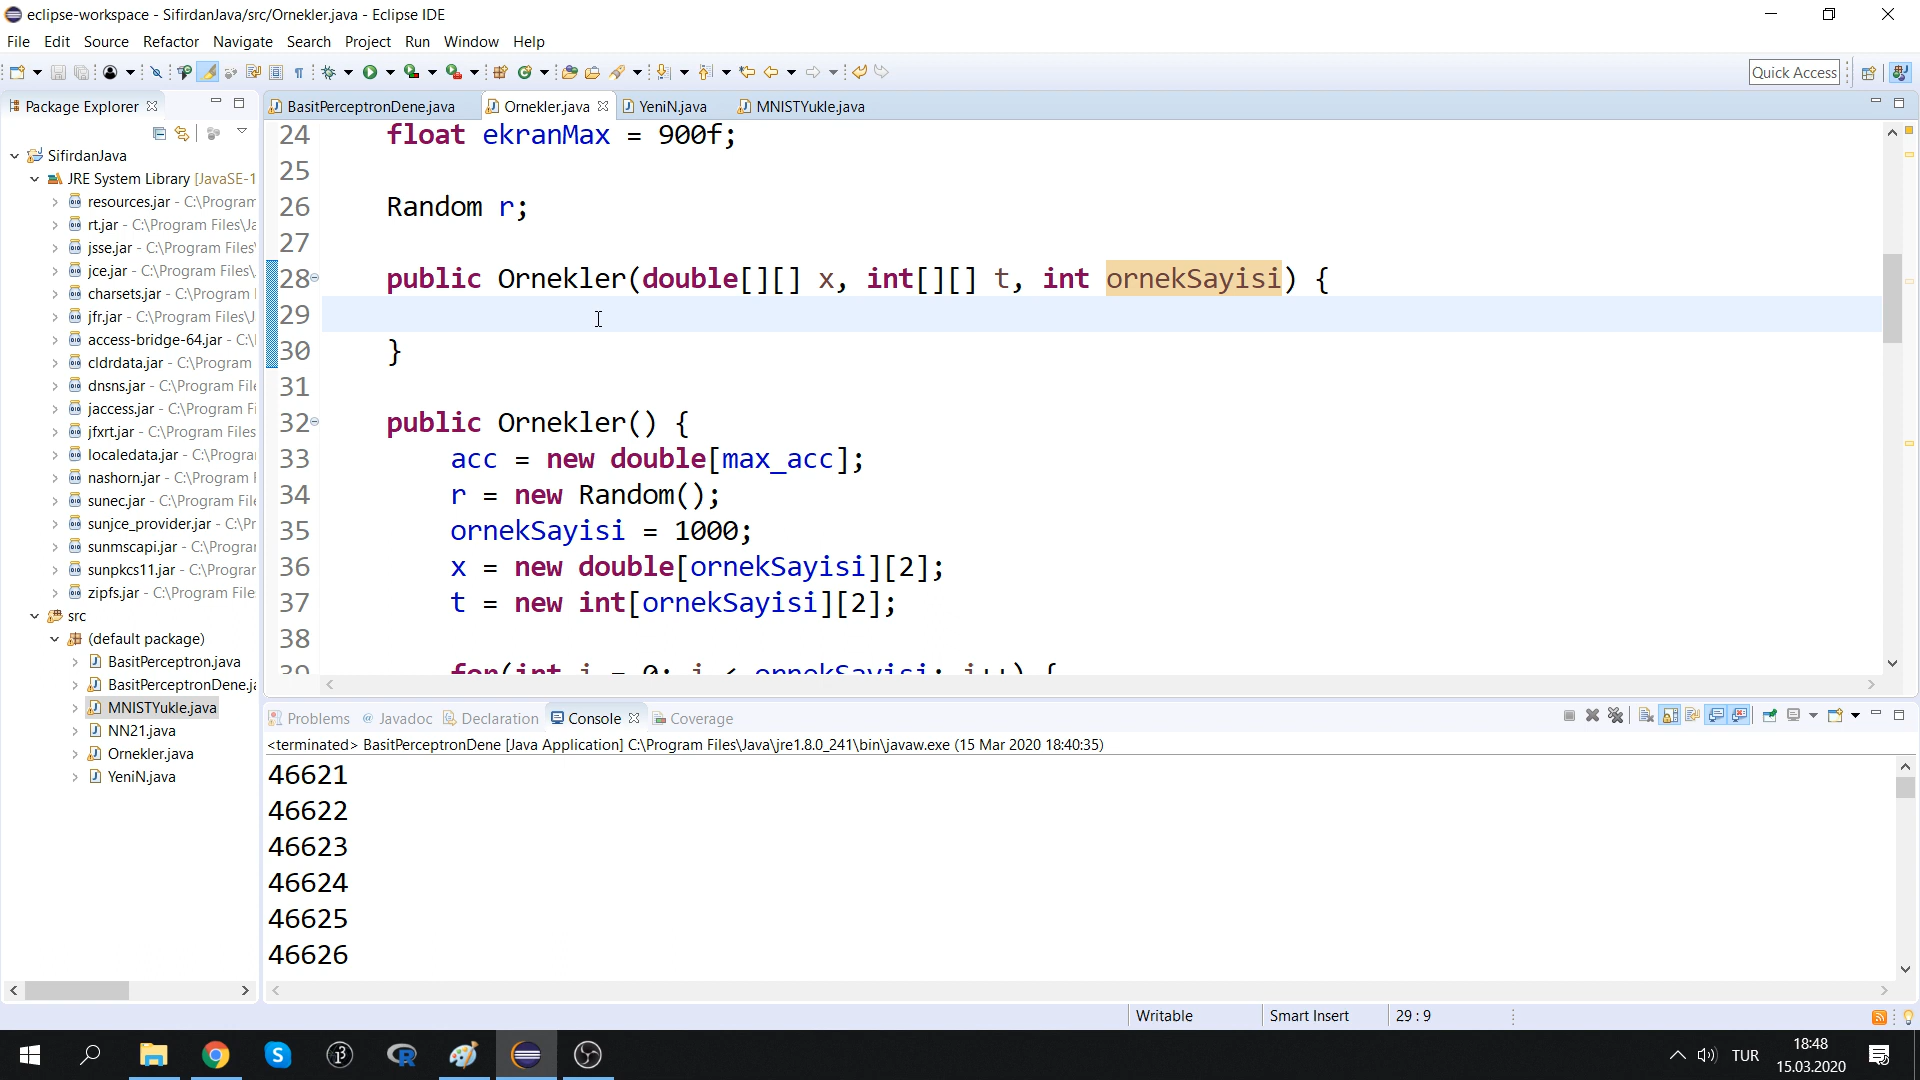 eclipse-workspace - SifirdanJava/src/Ornekler.java - Eclipse IDE
File Edit Source Refactor Navigate Search Project Run Window Help
Quick Access
Package Explorer
BasitPerceptronDene.java Ornekler.java YeniN.java MNISTYukle.java
SifirdanJava
JRE System Library [JavaSE-1
resources.jar - C:\Program
rt.jar - C:\Program Files\Ja
jsse.jar - C:\Program Files\
jce.jar - C:\Program Files\
charsets.jar - C:\Program
jfr.jar - C:\Program Files\J
access-bridge-64.jar - C:\
cldrdata.jar - C:\Program
dnsns.jar - C:\Program File
jaccess.jar - C:\Program Fi
jfxrt.jar - C:\Program Files
localedata.jar - C:\Progra
nashorn.jar - C:\Program
sunec.jar - C:\Program File
sunjce_provider.jar - C:\Pr
sunmscapi.jar - C:\Progra
sunpkcs11.jar - C:\Progra
zipfs.jar - C:\Program File
src
(default package)
BasitPerceptron.java
BasitPerceptronDene.ja
MNISTYukle.java
NN21.java
Ornekler.java
YeniN.java
24 float ekranMax = 900f;
25
26 Random r;
27
28 public Ornekler(double[][] x, int[][] t, int ornekSayisi) {
29
30 }
31
32 public Ornekler() {
33 acc = new double[max_acc];
34 r = new Random();
35 ornekSayisi = 1000;
36 x = new double[ornekSayisi][2];
37 t = new int[ornekSayisi][2];
38
39 for(int i = 0; i < ornekSayisi; i++) {
Problems Javadoc Declaration Console Coverage
<terminated> BasitPerceptronDene [Java Application] C:\Program Files\Java\jre1.8.0_241\bin\javaw.exe (15 Mar 2020 18:40:35)
46621
46622
46623
46624
46625
46626
Writable Smart Insert 29 : 9
TUR 18:48
15.03.2020